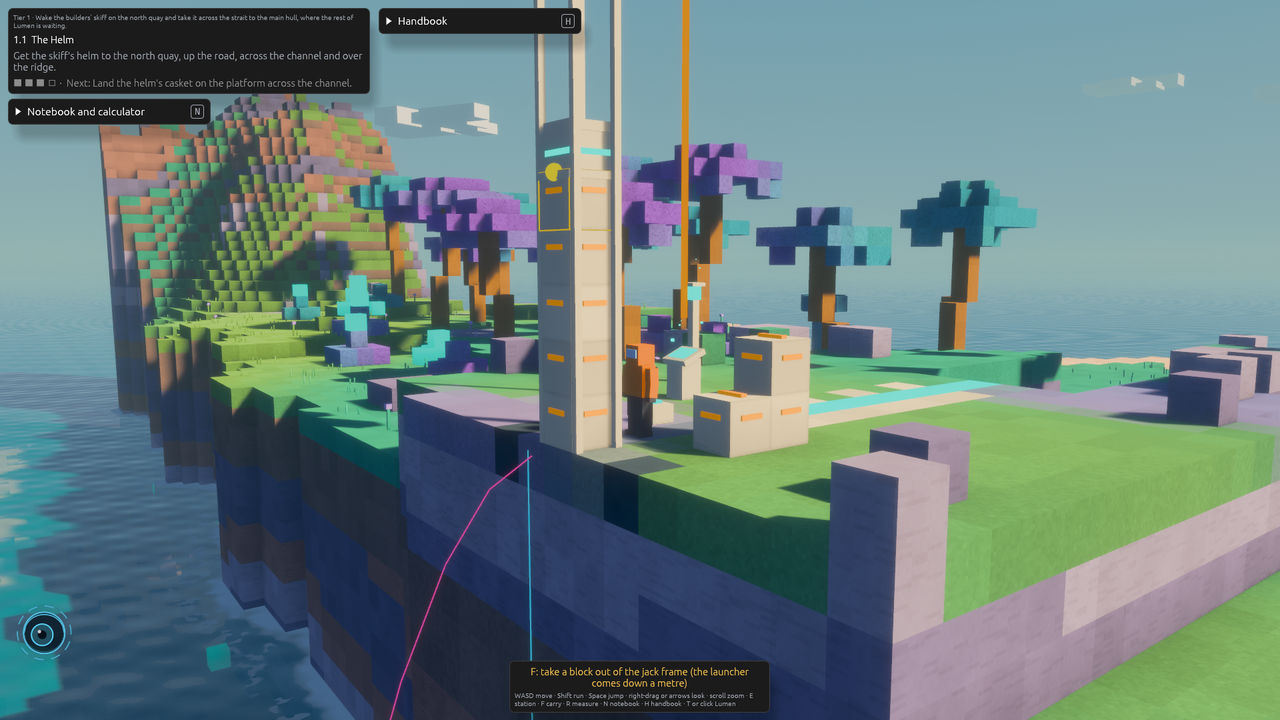 Tier 1 · Wake the builders' skiff on the north quay and take it across the strait to the main hull, where the rest of
Lumen is waiting.
1.1 The Helm
Get the skiff's helm to the north quay, up the road, across the channel and over
the ridge.
· Next: Land the helm's casket on the platform across the channel.
Handbook H
Notebook and calculator N
F: take a block out of the jack frame (the launcher
comes down a metre)
WASD move · Shift run · Space jump · right-drag or arrows look · scroll zoom · E
station · F carry · R measure · N notebook · H handbook · T or click Lumen